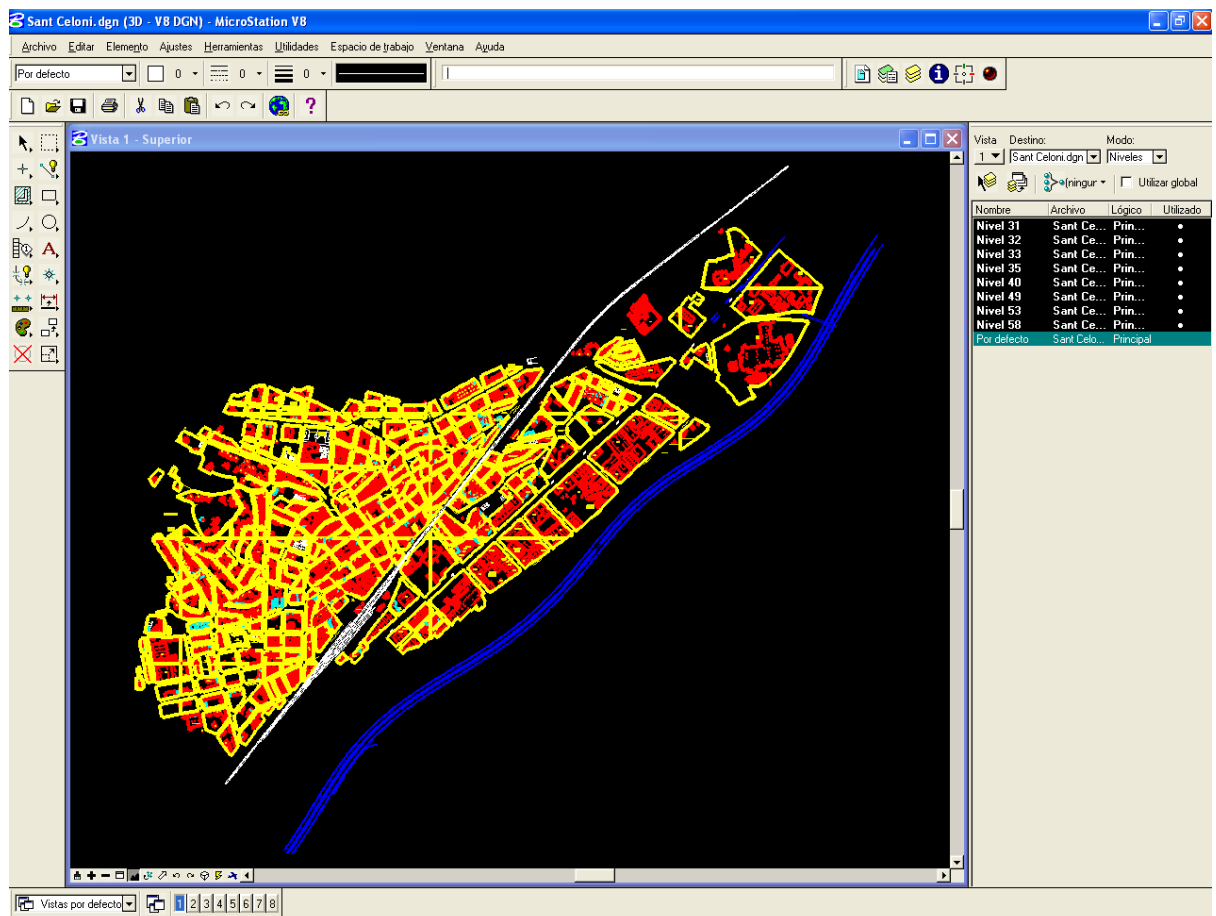 Sant Celoni.dgn (3D - V8 DGN) - MicroStation V8
Archivo Editar Elemento Ajustes Herramientas Utilidades Espacio de trabajo Ventana Ayuda
Por defecto 0 0 0
Vista 1 - Superior
Vista Destino: Modo:
1 Sant Celoni.dgn Niveles
(ningur Utilizar global
Nombre Archivo Lógico Utilizado
Nivel 31 Sant Ce... Prin...
Nivel 32 Sant Ce... Prin...
Nivel 33 Sant Ce... Prin...
Nivel 35 Sant Ce... Prin...
Nivel 40 Sant Ce... Prin...
Nivel 49 Sant Ce... Prin...
Nivel 53 Sant Ce... Prin...
Nivel 58 Sant Ce... Prin...
Por defecto Sant Celo... Principal
Vistas por defecto 1 2 3 4 5 6 7 8